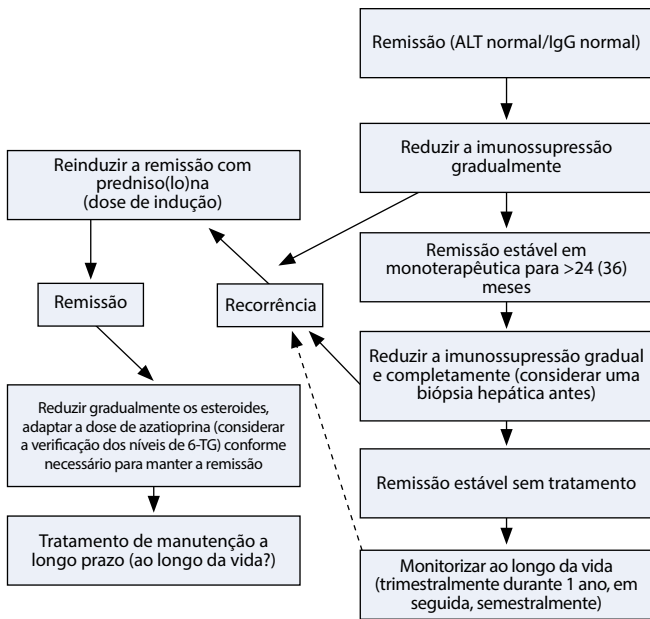 Remissão (ALT normal/IgG normal)
Reduzir a imunossupressão
gradualmente
Remissão estável em
monoterapêutica para >24 (36)
meses
Reduzir a imunossupressão gradual
e completamente (considerar uma
biópsia hepática antes)
Remissão estável sem tratamento
Monitorizar ao longo da vida
(trimestralmente durante 1 ano, em
seguida, semestralmente)
Recorrência
Reinduzir a remissão com
predniso(lo)na
(dose de indução)
Remissão
Reduzir gradualmente os esteroides,
adaptar a dose de azatioprina (considerar
a verificação dos níveis de 6-TG) conforme
necessário para manter a remissão
Tratamento de manutenção a
longo prazo (ao longo da vida?)